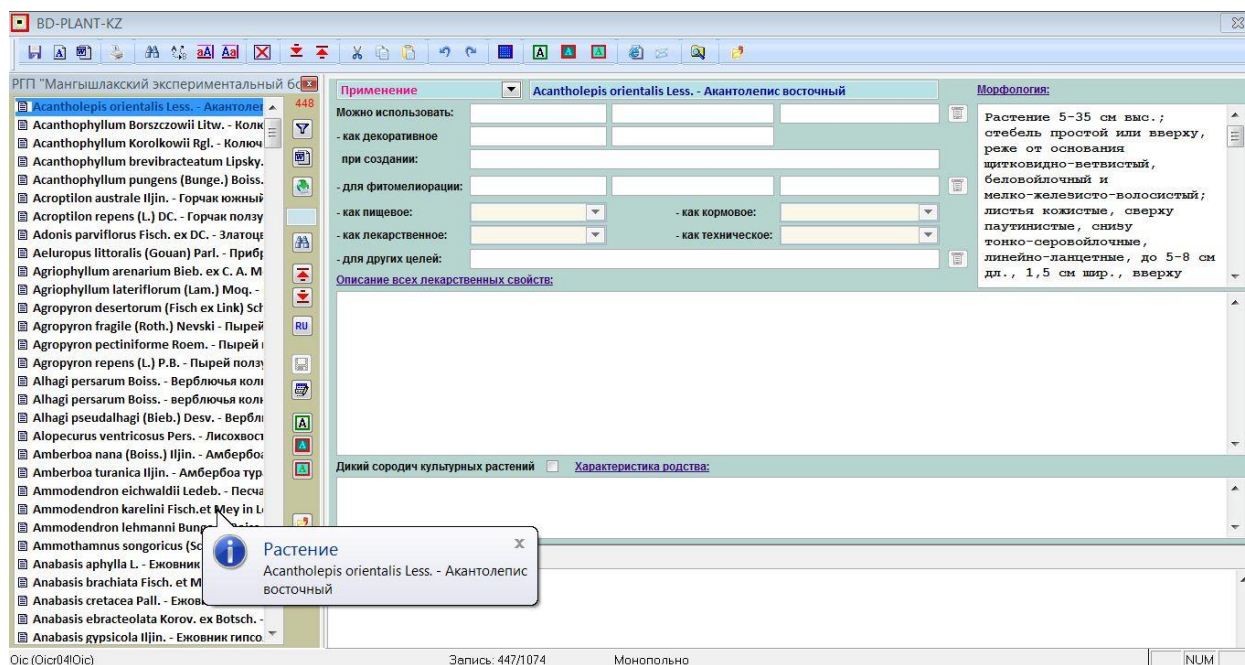 BD-PLANT-KZ
РГП "Мангышлакский экспериментальный бо
Acantholepis orientalis Less. - Акантолеп
448
Acanthophyllum Borszczowii Litw. - Колю
Acanthophyllum Korolkowii Rgl. - Колюч
Acanthophyllum brevibracteatum Lipsky.
Acanthophyllum pungens (Bunge.) Boiss.
Acroptilon australe Iljin. - Горчак южный
Acroptilon repens (L.) DC. - Горчак ползу
Adonis parviflorus Fisch. ex DC. - Златоцв
Aeluropus littoralis (Gouan) Parl. - Прибр
Agriophyllum arenarium Bieb. ex C. A. M
Agriophyllum lateriflorum (Lam.) Moq. -
Agropyron desertorum (Fisch ex Link) Sch
Agropyron fragile (Roth.) Nevski - Пырей
RU
Agropyron pectiniforme Roem. - Пырей
Agropyron repens (L.) P.B. - Пырей ползу
Alhagi persarum Boiss. - Верблючья колю
Alhagi persarum Boiss. - верблючья колю
Alhagi pseudalhagi (Bieb.) Desv. - Верблю
Alopecurus ventricosus Pers. - Лисохвост
Amberboa nana (Boiss.) Iljin. - Амбербоа
Amberboa turanica Iljin. - Амбербоа тур
Ammodendron eichwaldii Ledeb. - Песча
Ammodendron karelini Fisch.et Mey in L
Ammodendron lehmanni Bung
Ammothamnus songoricus (Sc
Anabasis aphylla L. - Ежовник
Anabasis brachiata Fisch. et M
Anabasis cretacea Pall. - Ежов
Anabasis ebracteolata Korov. ex Botsch. -
Anabasis gypsicola Iljin. - Ежовник гипсо
Применение
Acantholepis orientalis Less. - Акантолепис восточный
Можно использовать:
- как декоративное
при создании:
- для фитомелиорации:
- как пищевое:
- как кормовое:
- как лекарственное:
- как техническое:
- для других целей:
Описание всех лекарственных свойств:
Морфология:
Растение 5-35 см выс.;
стебель простой или вверху,
реже от основания
щитковидно-ветвистый,
беловойлочный и
мелко-железисто-волосистый;
листья кожистые, сверху
паутинистые, снизу
тонко-серовойлочные,
линейно-ланцетные, до 5-8 см
дл., 1,5 см шир., вверху
Дикий сородич культурных растений
Характеристика родства:
Растение
Acantholepis orientalis Less. - Акантолепис
восточный
Oic (Oicr04!Oic)
Запись: 447/1074
Монопольно
NUM